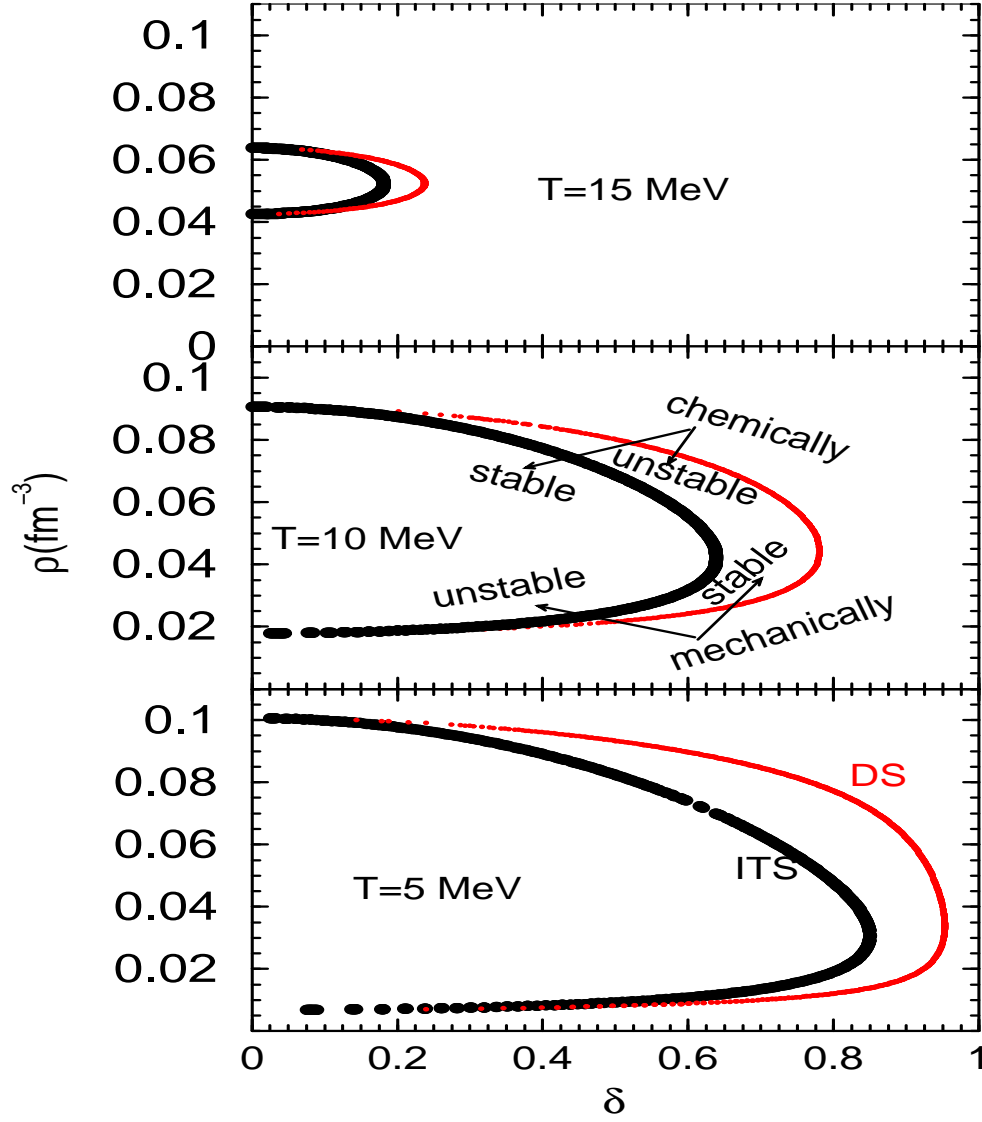 0.1
0.08
0.06
T=15 MeV
0.04
0.02
0
0.1
chemically
0.08
unstable
stable
0.06
ρ(fm⁻³)
T=10 MeV
0.04
stable
unstable
0.02
mechanically
0.1
0.08
DS
0.06
ITS
T=5 MeV
0.04
0.02
0 0.2 0.4 0.6 0.8 1
δ